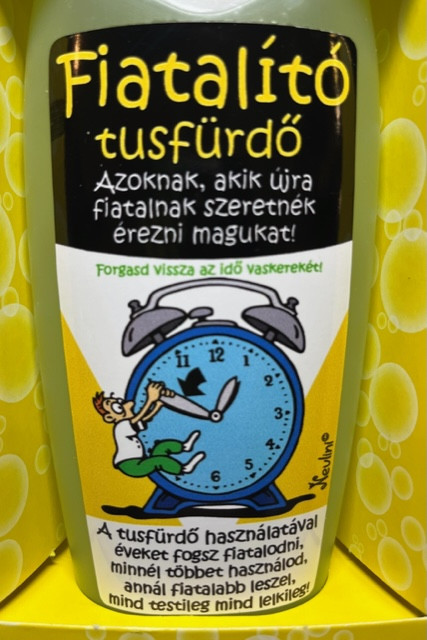 Fiatalító
tusfürdő
Azoknak, akik újra
fiatalnak szeretnék
érezni magukat!
Forgasd vissza az idő vaskerekét!
11 12 1
2
3
4
5
6
Meulini©
A tusfürdő használatával
éveket fogsz fiatalodni,
minnél többet használod,
annál fiatalabb leszel,
mind testileg mind lelkileg!